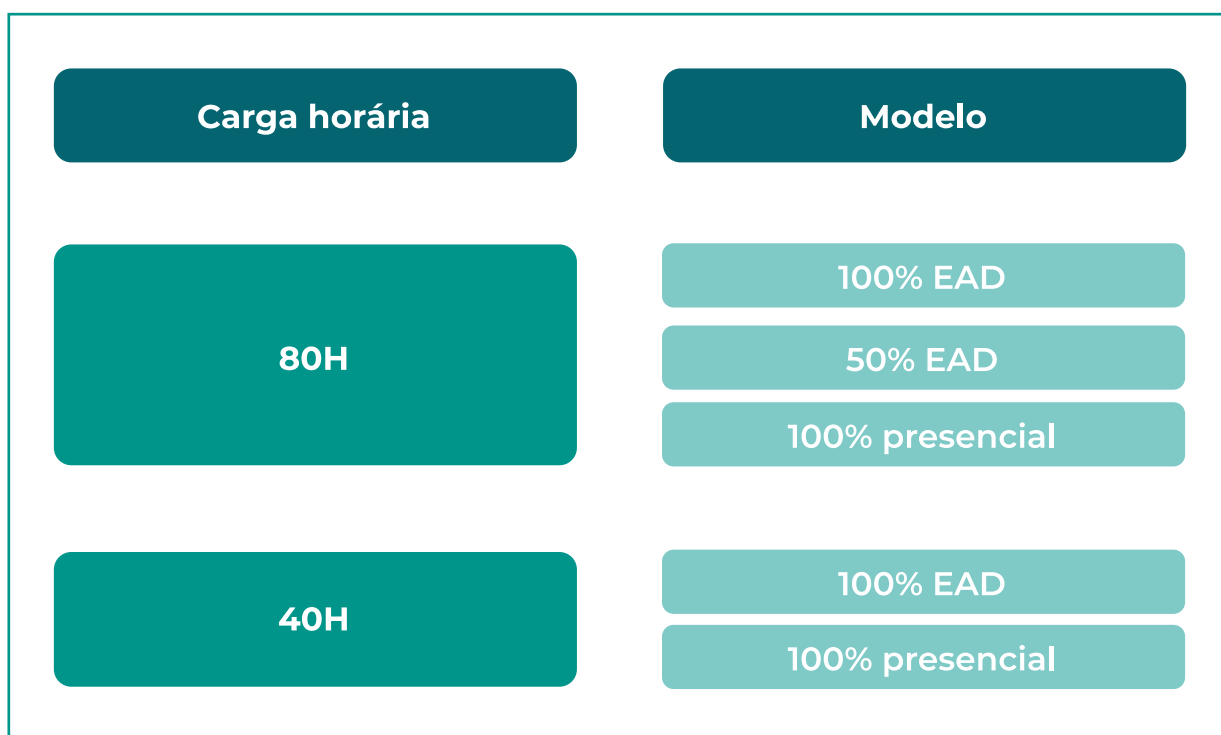 Carga horária
Modelo
80H
100% EAD
50% EAD
100% presencial
40H
100% EAD
100% presencial